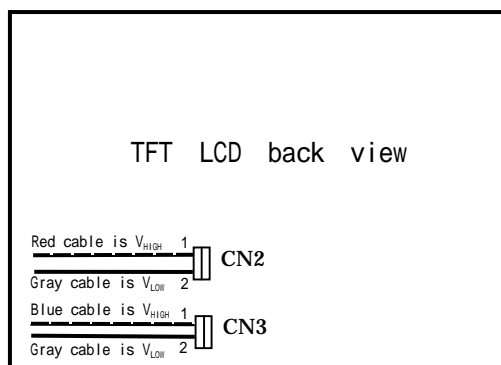 TFT LCD back view
Red cable is VHIGH 1
CN2
Gray cable is VLOW 2
Blue cable is VHIGH 1
CN3
Gray cable is VLOW 2